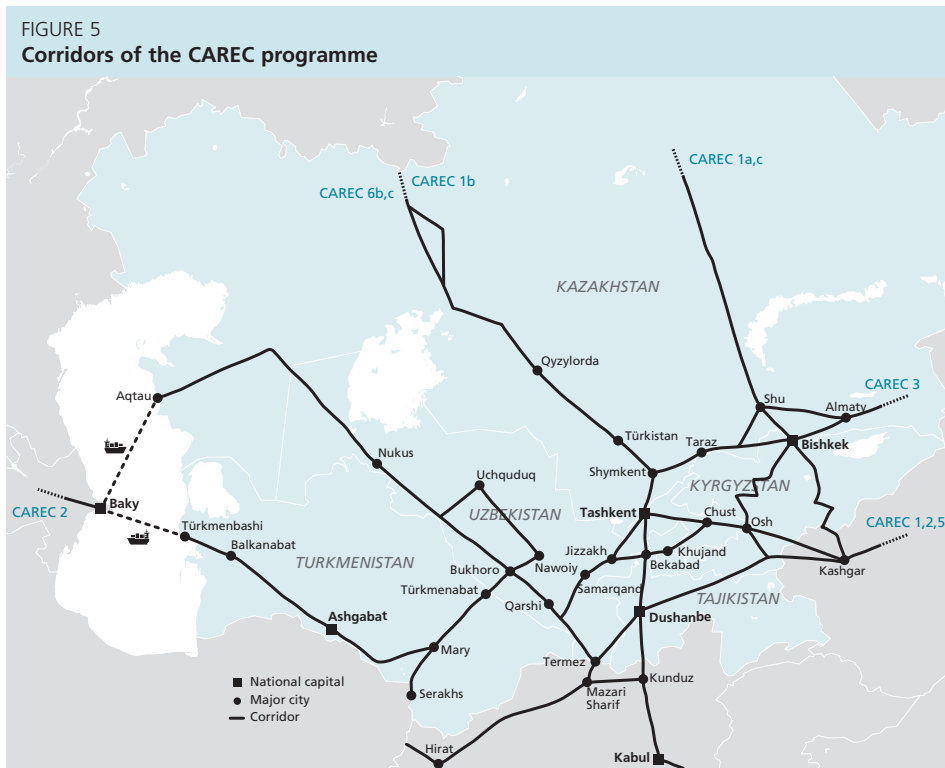 FIGURE 5
Corridors of the CAREC programme
CAREC 1a,c
CAREC 6b,c
CAREC 1b
KAZAKHSTAN
Qyzylorda
Aqtau
Shu
CAREC 3
Almaty
Türkistan
Taraz
Bishkek
Nukus
Shymkent
Uchquduq
KYRGYZSTAN
Baky
CAREC 2
UZBEKISTAN
Tashkent
Chust
Osh
CAREC 1,2,5
Türkmenbashi
Balkanabat
TURKMENISTAN
Jizzakh
Khujand
Bekabad
Nawoiy
Bukhoro
Kashgar
Samarqand
Türkmenabat
Qarshi
TAJIKISTAN
Ashgabat
Dushanbe
Mary
Termez
National capital
Major city
Corridor
Serakhs
Mazari
Sharif
Kunduz
Hirat
Kabul